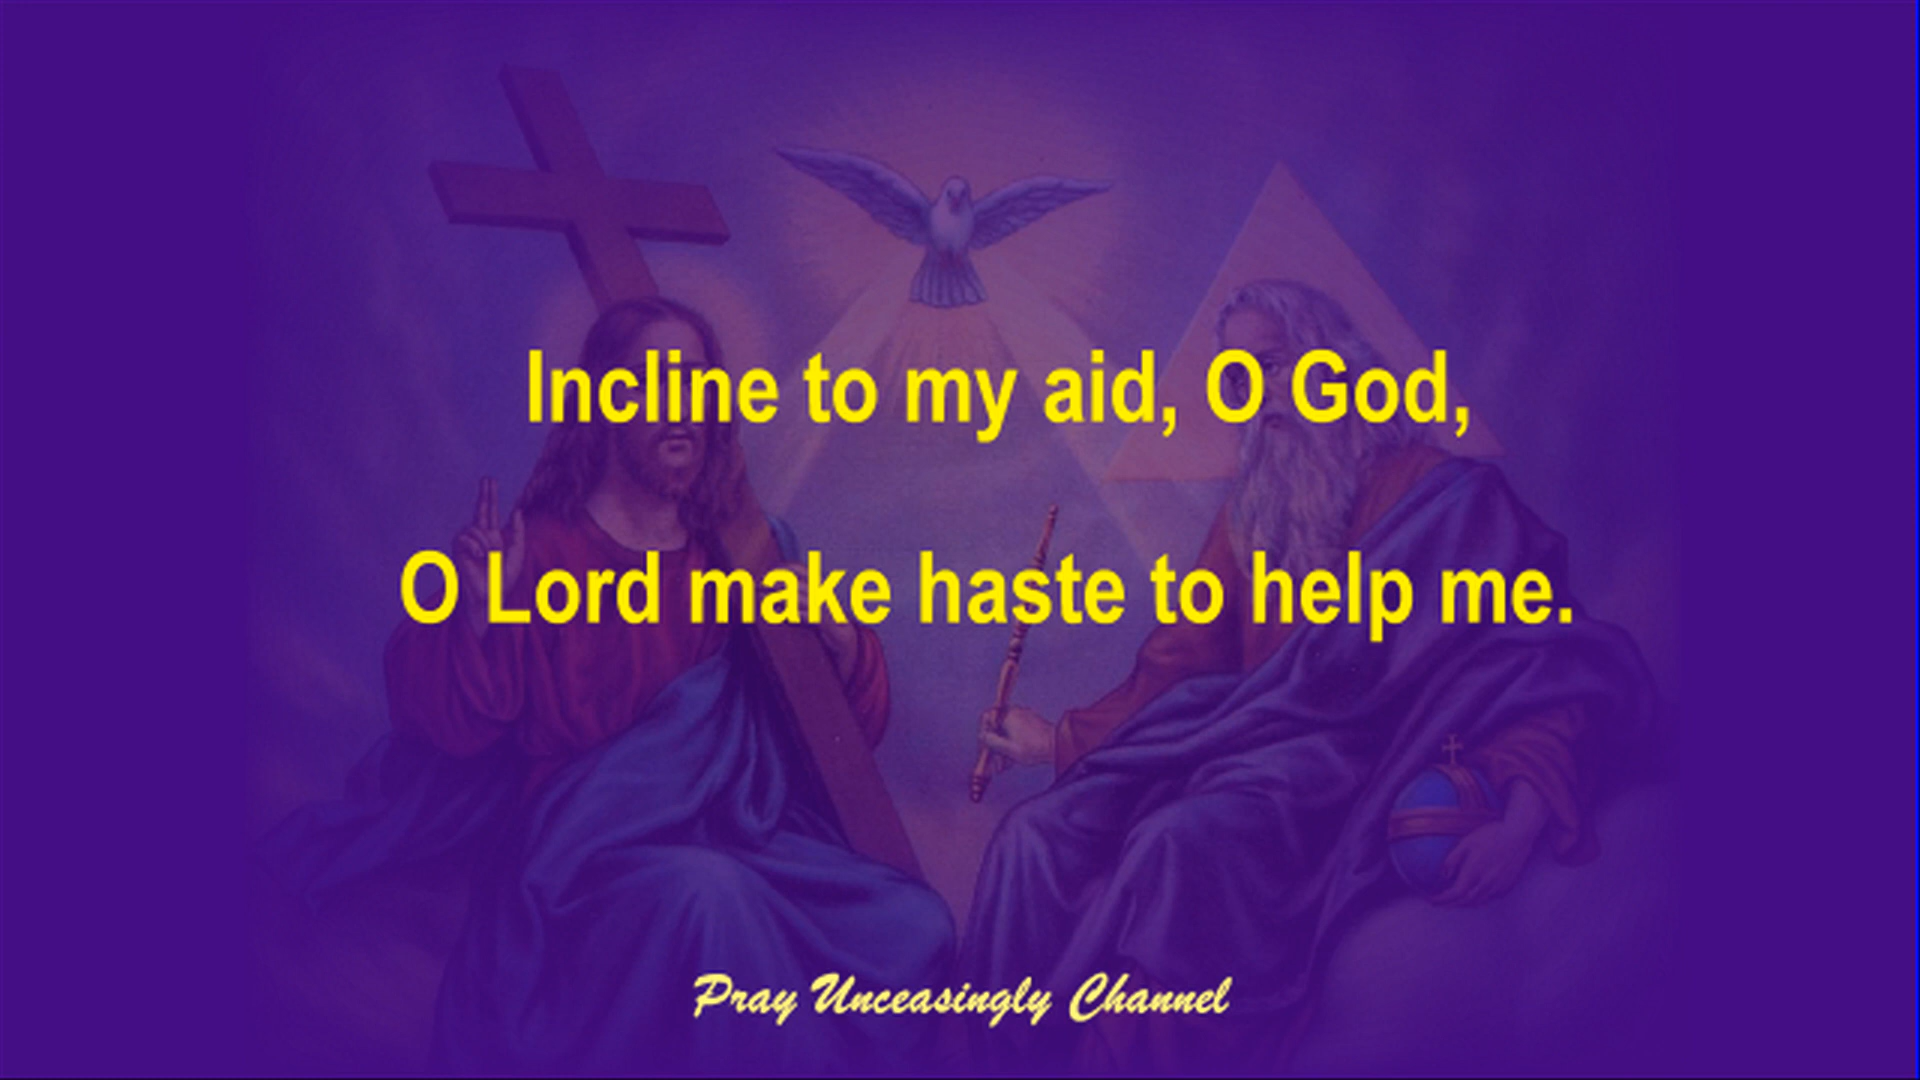 Incline to my aid, O God,
O Lord make haste to help me.
Pray Unceasingly Channel